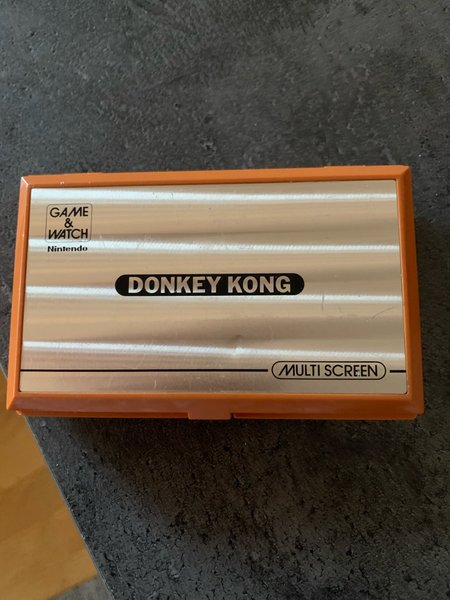 GAME
&
WATCH
Nintendo
DONKEY KONG
MULTI SCREEN